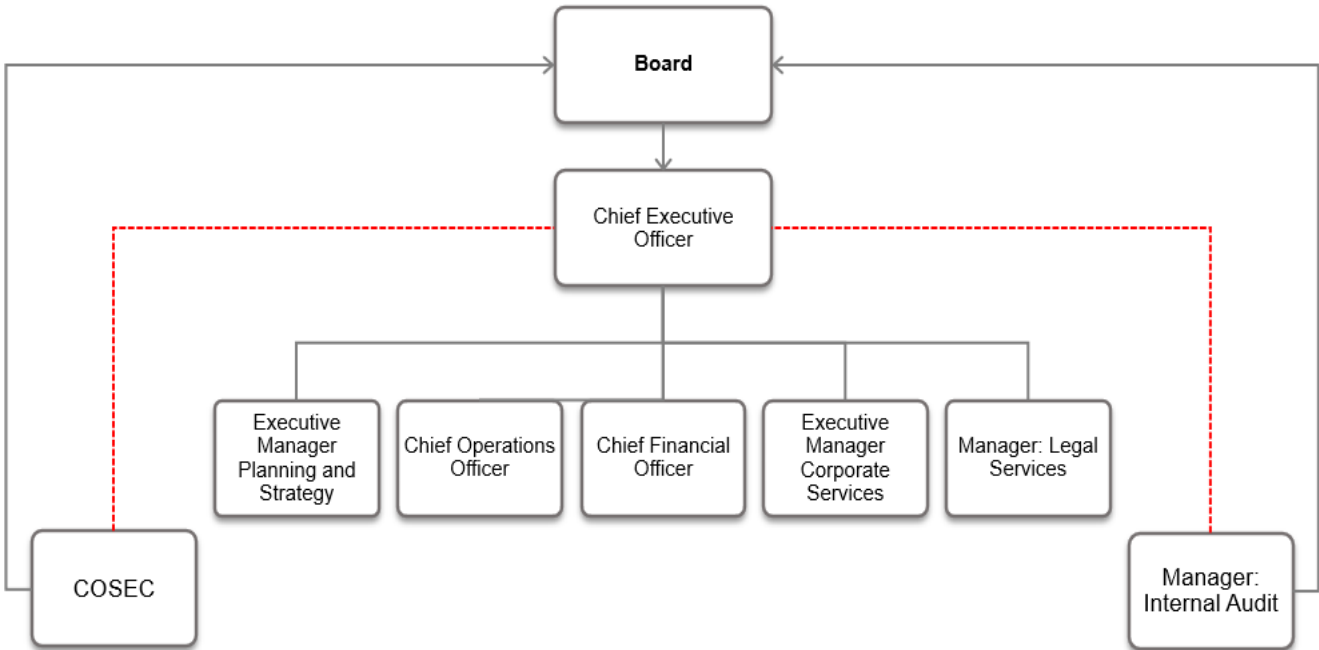 Board
Chief Executive
Officer
Executive
Manager
Planning and
Strategy
Chief Operations
Officer
Chief Financial
Officer
Executive
Manager
Corporate
Services
Manager: Legal
Services
COSEC
Manager:
Internal Audit